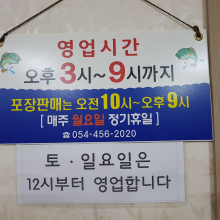 영업시간
오후 3시~9시까지
포장판매는 오전10시~오후 9시
[ 매주 월요일 정기휴일 ]
☎ 054-456-2020
토 · 일요일은
12시부터 영업합니다